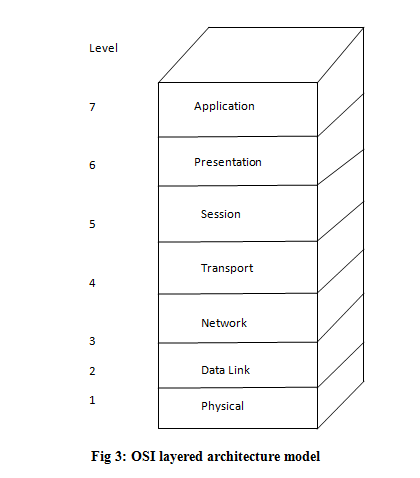 Level
7 Application
6 Presentation
5 Session
4 Transport
3 Network
2 Data Link
1 Physical
Fig 3: OSI layered architecture model